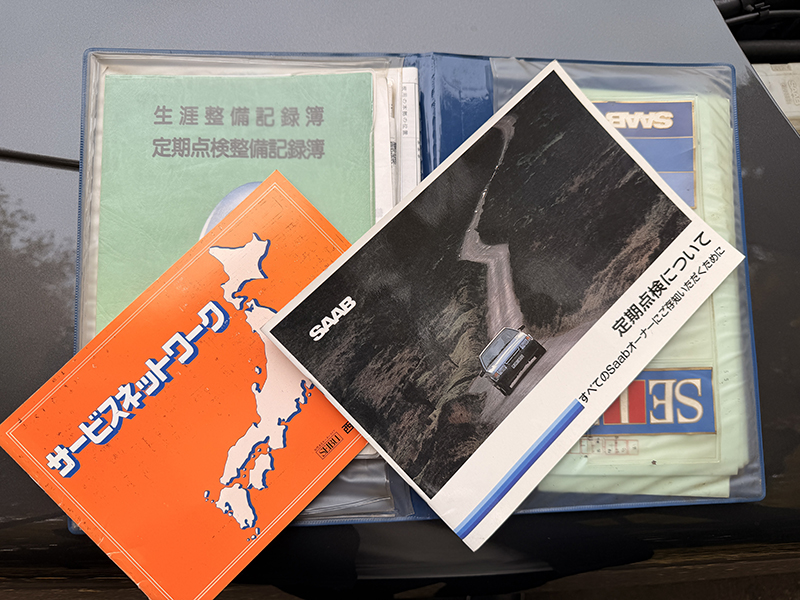 生涯整備記録簿
定期点検整備記録簿
サービスネットワーク
SEIBU
西
SAAB
定期点検について
すべてのSaabオーナーにご存知いただくために
SAAB
SE